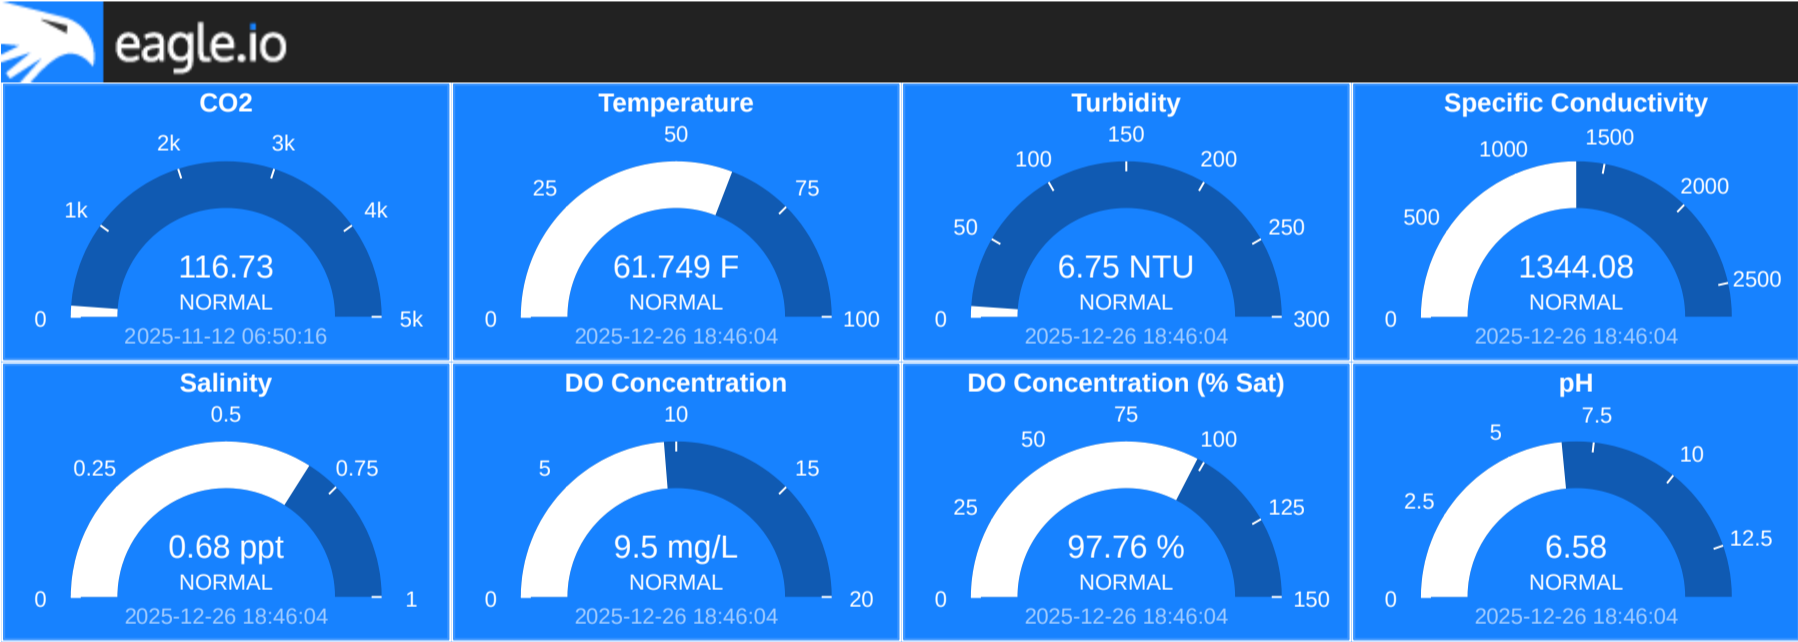 eagle.io
CO2
2k
3k
1k
4k
116.73
NORMAL
0
5k
2025-11-12 06:50:16
Temperature
50
25
75
61.749 F
NORMAL
0
100
2025-12-26 18:46:04
Turbidity
150
100
200
50
250
6.75 NTU
NORMAL
0
300
2025-12-26 18:46:04
Specific Conductivity
1500
1000
2000
500
1344.08
2500
NORMAL
0
2025-12-26 18:46:04
Salinity
0.5
0.25
0.75
0.68 ppt
NORMAL
0
1
2025-12-26 18:46:04
DO Concentration
10
5
15
9.5 mg/L
NORMAL
0
20
2025-12-26 18:46:04
DO Concentration (% Sat)
75
50
100
25
125
97.76 %
NORMAL
0
150
2025-12-26 18:46:04
pH
7.5
5
10
2.5
12.5
6.58
NORMAL
0
2025-12-26 18:46:04